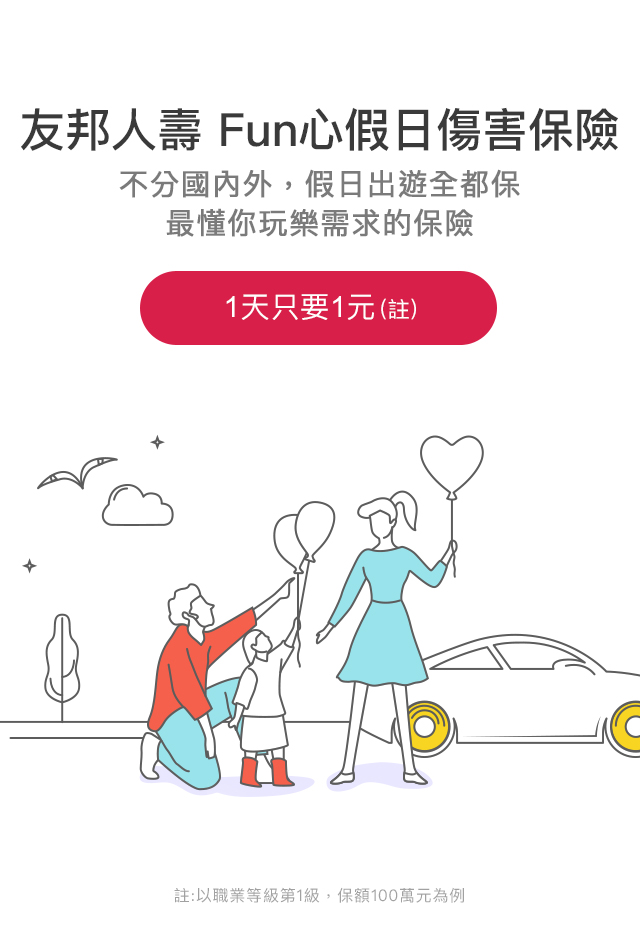 友邦人壽 Fun心假日傷害保險
不分國內外，假日出遊全都保
最懂你玩樂需求的保險
1天只要1元(註)
註:以職業等級第1級，保額100萬元為例